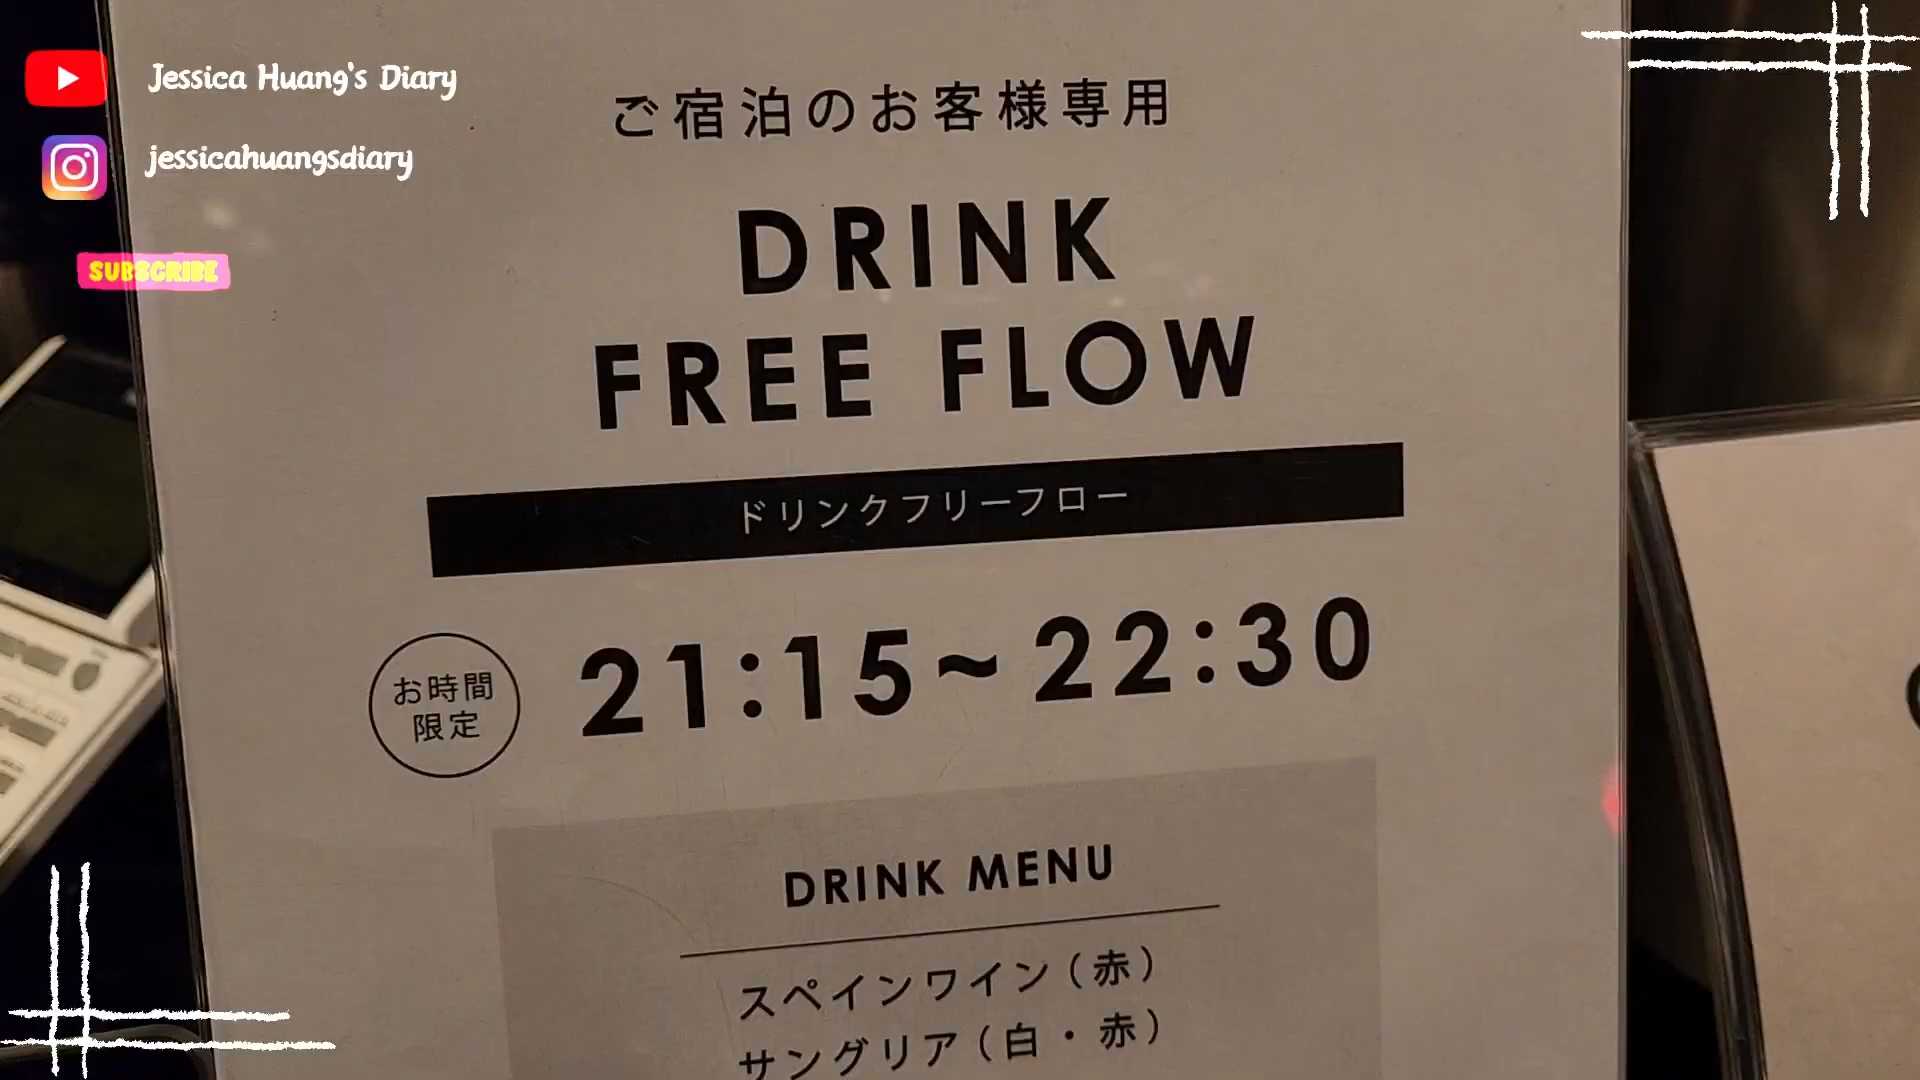 Jessica Huang's Diary
jessicahuangsdiary
SUBSCRIBE
ご宿泊のお客様専用
DRINK
FREE FLOW
ドリンクフリーフロー
お時間
限定
21:15~22:30
DRINK MENU
スペインワイン(赤)
サングリア(白・赤)